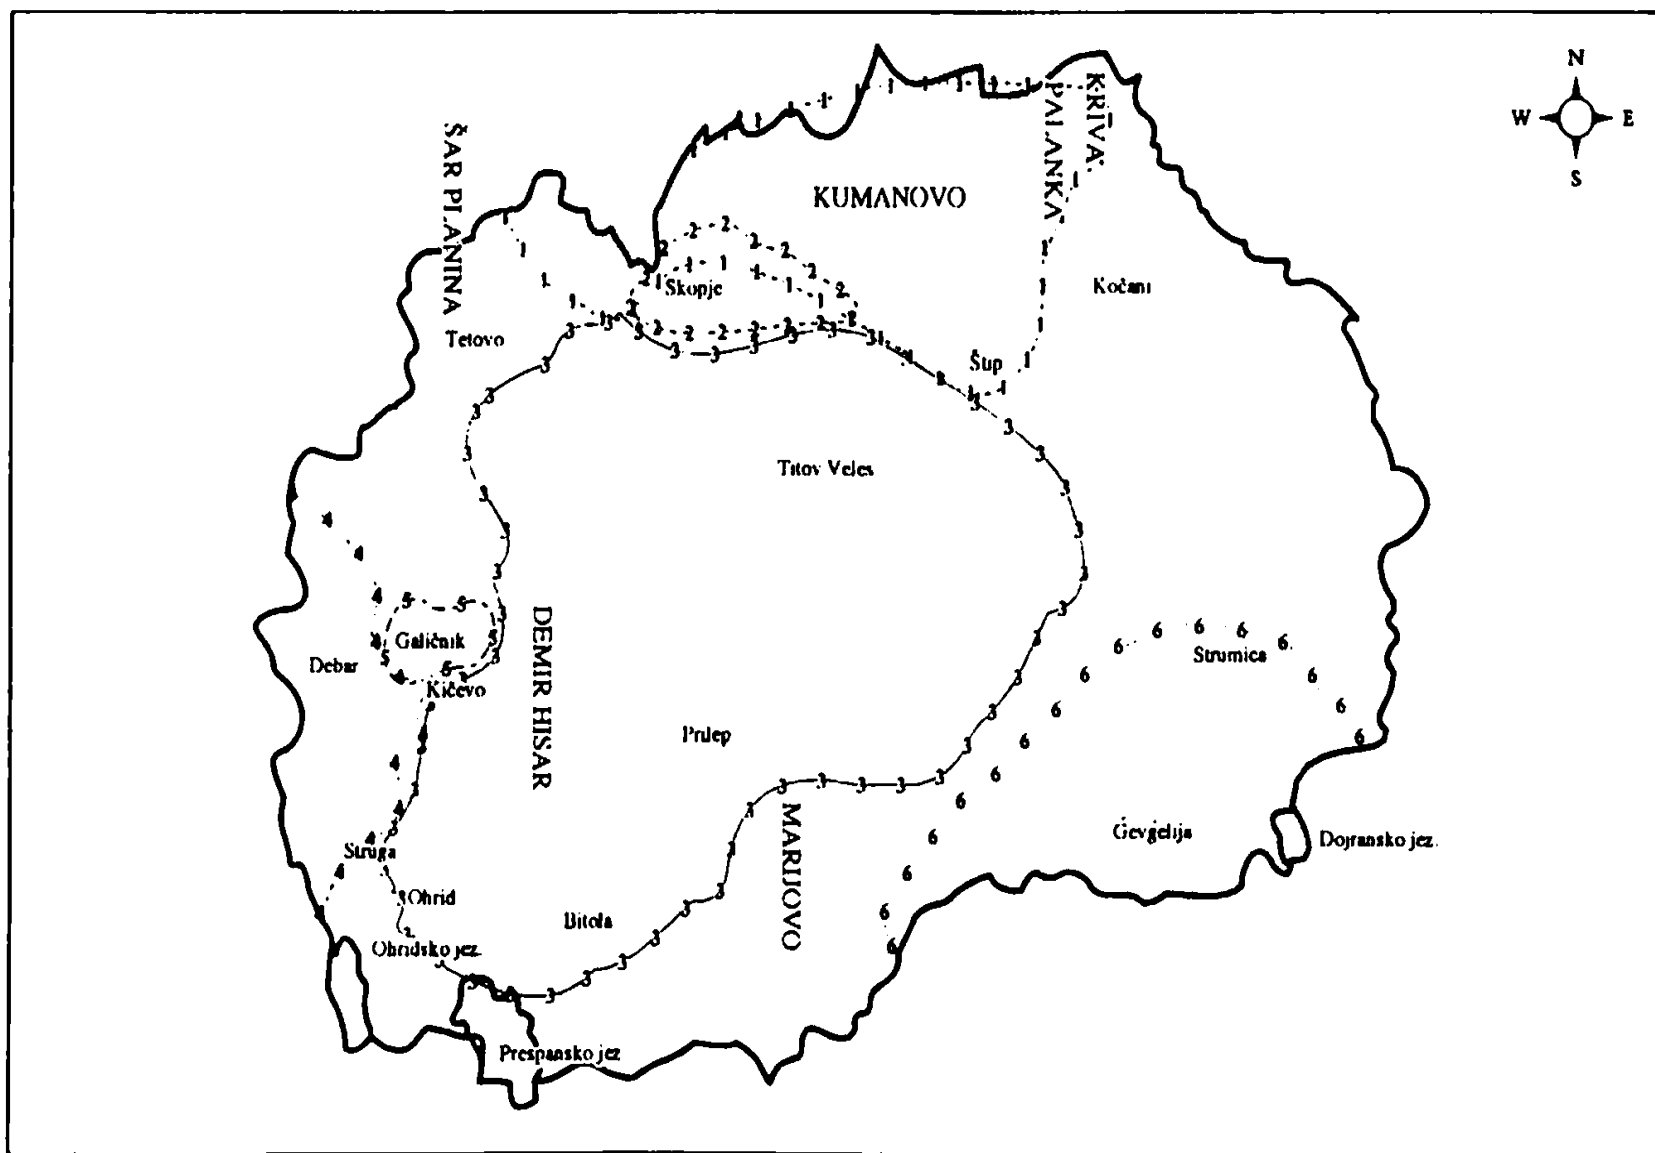 N
W E
S
KRIVA
PALANKA
ŠAR PLANINA
KUMANOVO
Skopje
Kočani
Tetovo
Štip
Titov Veles
DEMIR HISAR
Galičnik
Debar
Kičevo
Strumica
Prilep
MARIJOVO
Gevgelija
Dojransko jez.
Struga
Ohrid
Bitola
Ohridsko jez.
Prespansko jez